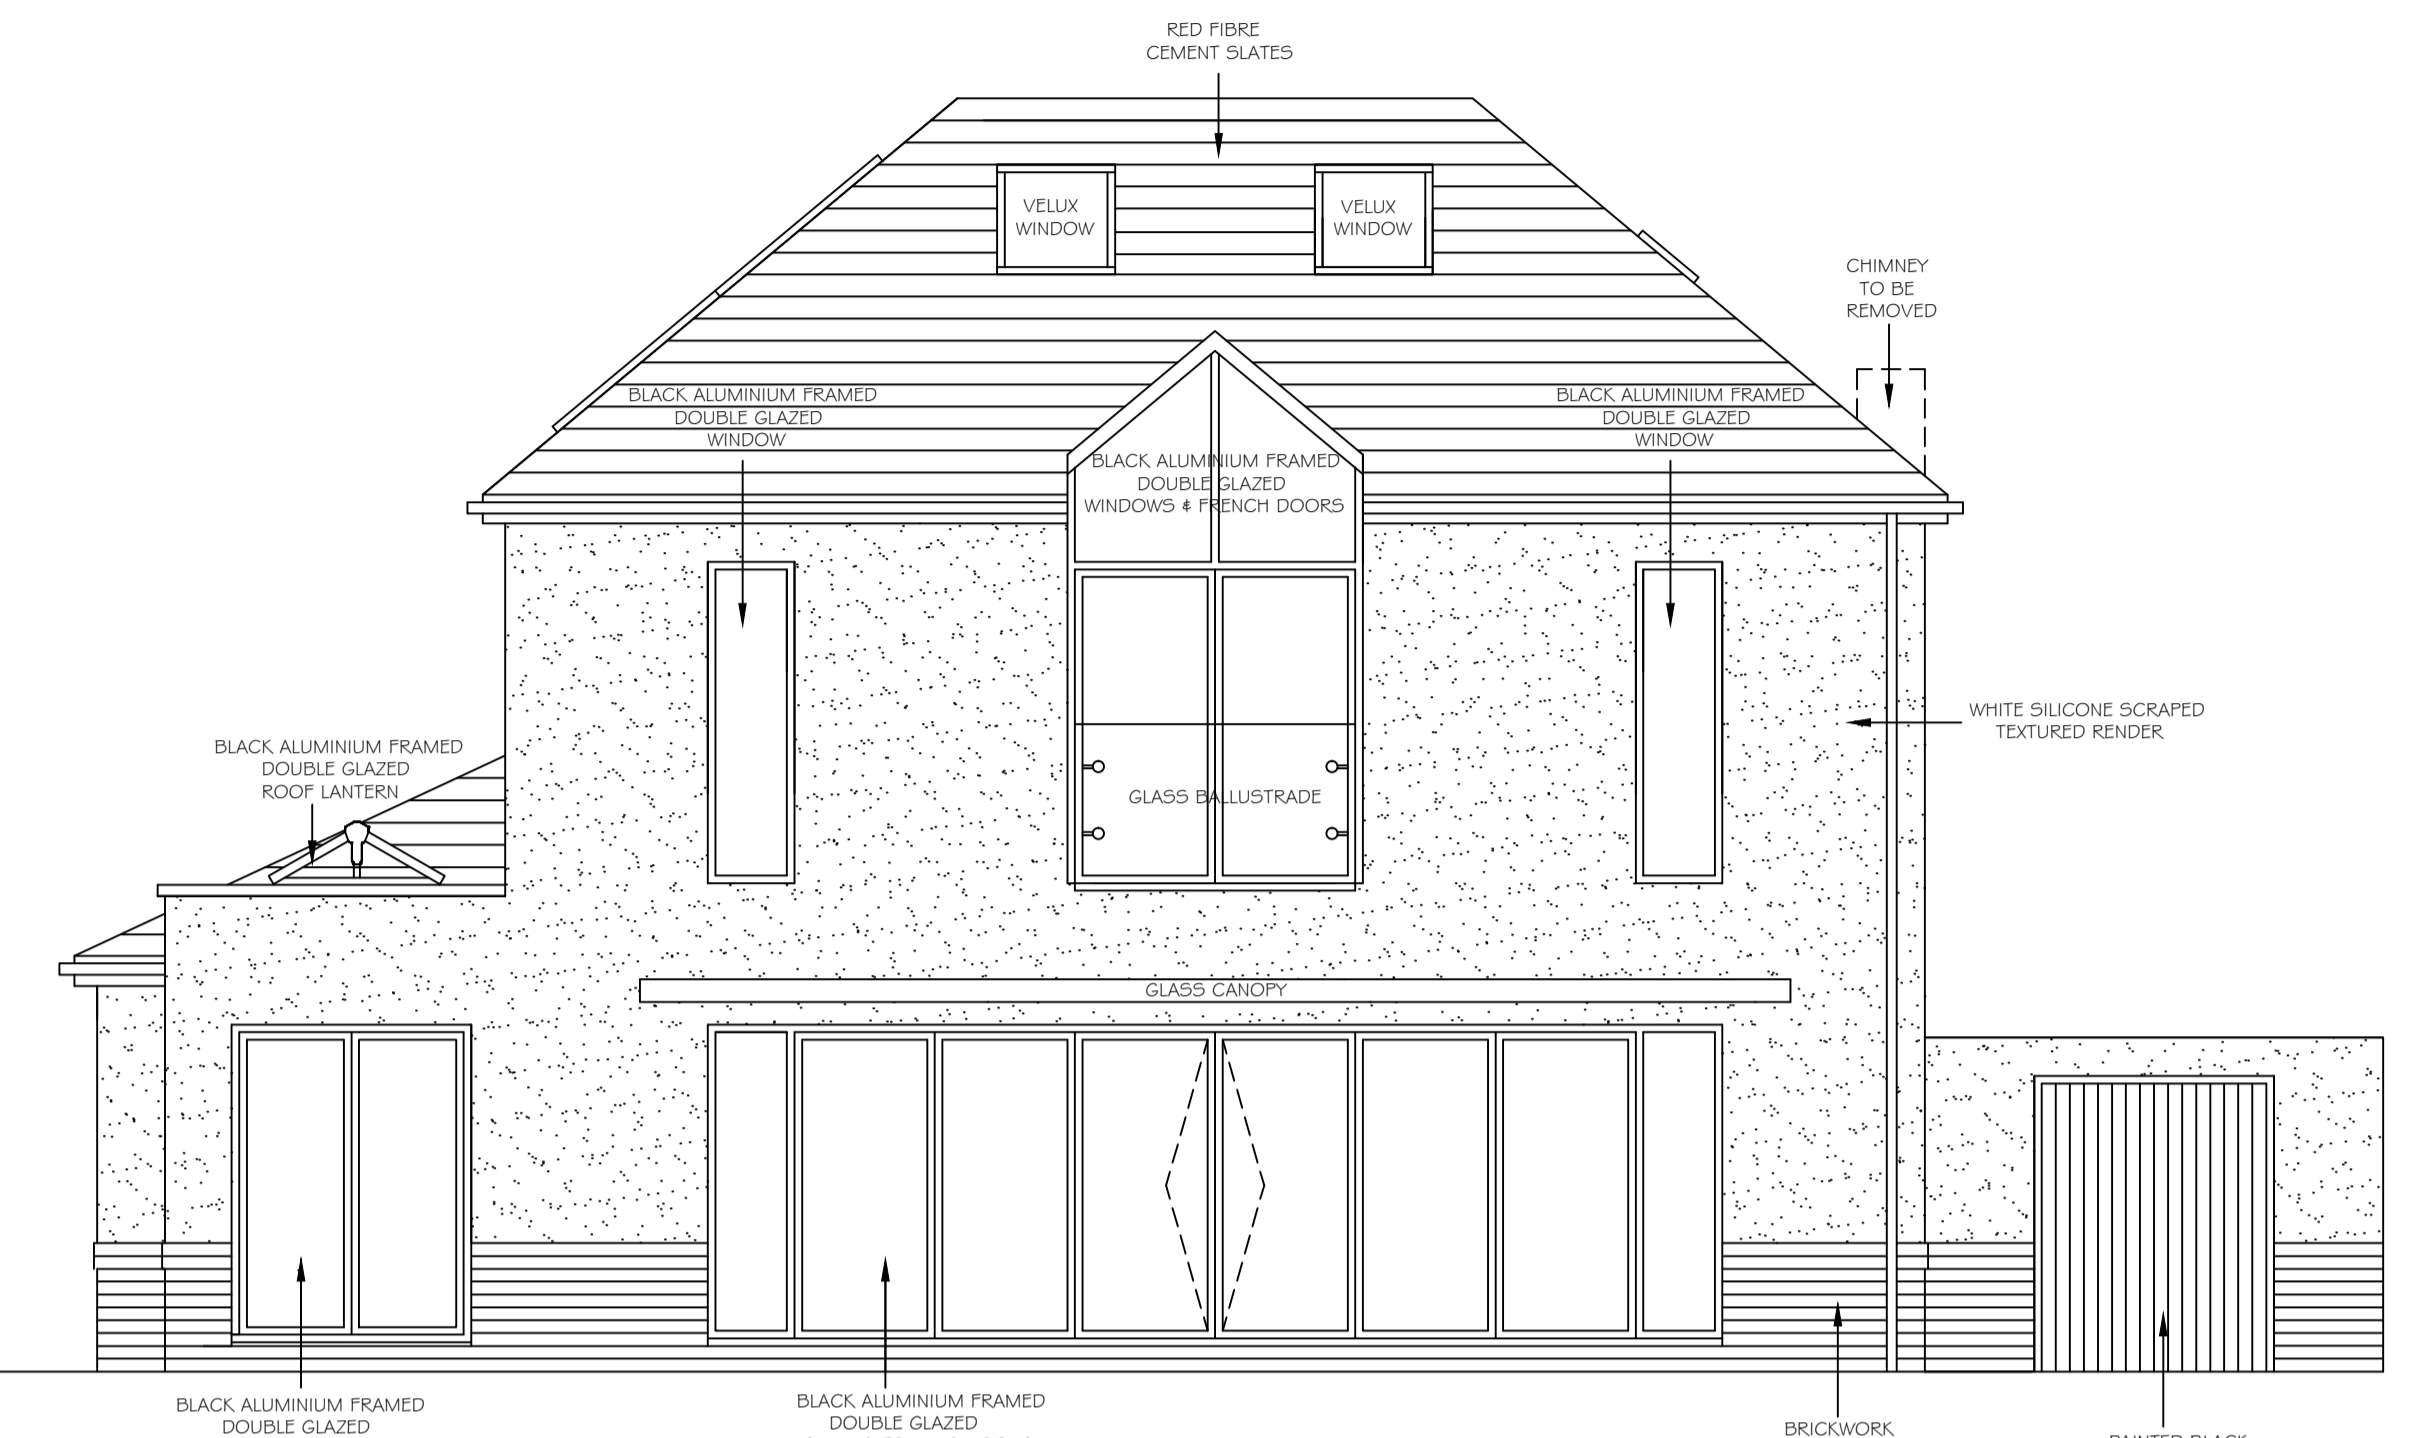 RED FIBRE
CEMENT SLATES
VELUX
WINDOW
VELUX
WINDOW
CHIMNEY
TO BE
REMOVED
BLACK ALUMINIUM FRAMED
DOUBLE GLAZED
WINDOW
BLACK ALUMINIUM FRAMED
DOUBLE GLAZED
WINDOWS & FRENCH DOORS
BLACK ALUMINIUM FRAMED
DOUBLE GLAZED
WINDOW
WHITE SILICONE SCRAPED
TEXTURED RENDER
BLACK ALUMINIUM FRAMED
DOUBLE GLAZED
ROOF LANTERN
GLASS BALLUSTRADE
GLASS CANOPY
BLACK ALUMINIUM FRAMED
DOUBLE GLAZED
BLACK ALUMINIUM FRAMED
DOUBLE GLAZED
BRICKWORK
PAINTED BLACK